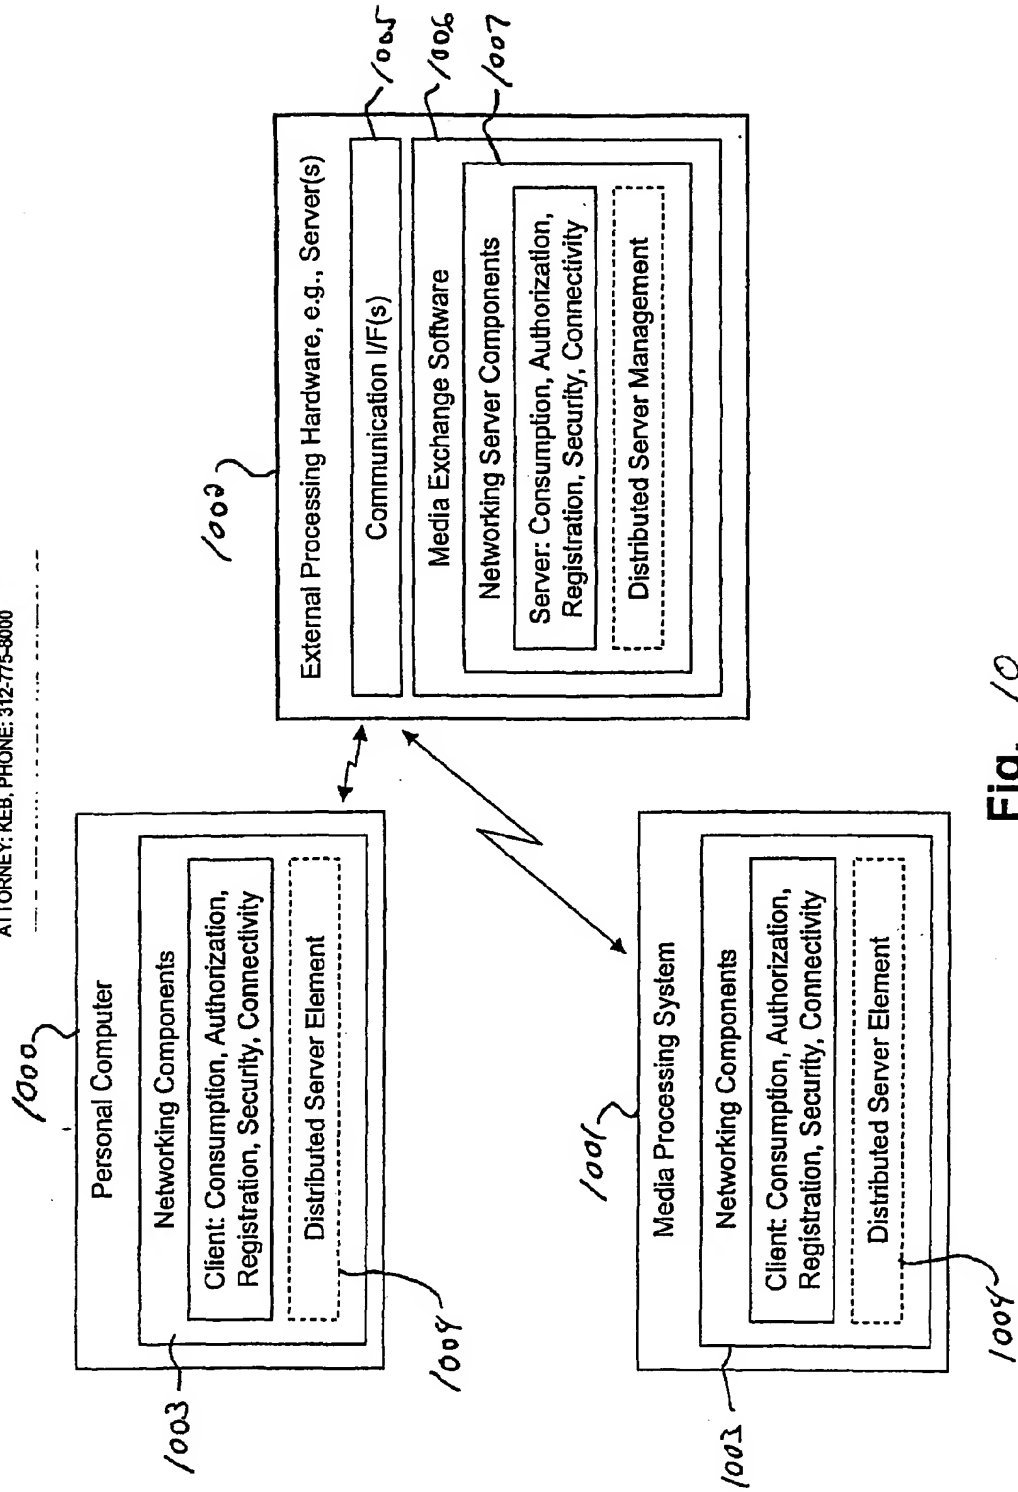 ATTORNEY: KEB, PHONE: 312-775-8000
1000
Personal Computer
Networking Components
Client: Consumption, Authorization,
Registration, Security, Connectivity
Distributed Server Element
1003
1004
1002
External Processing Hardware, e.g., Server(s)
Communication I/F(s)
Media Exchange Software
Networking Server Components
Server: Consumption, Authorization,
Registration, Security, Connectivity
Distributed Server Management
1005
1006
1007
1001
Media Processing System
Networking Components
Client: Consumption, Authorization,
Registration, Security, Connectivity
Distributed Server Element
1003
1004
Fig. 10